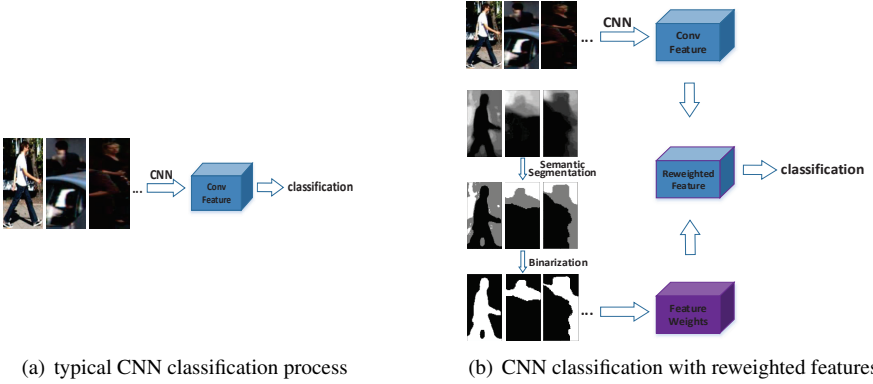 ...
CNN
Conv
Feature
classification
(a) typical CNN classification process
...
CNN
Conv
Feature
Semantic
Segmentation
Reweighted
Feature
classification
Binarization
...
Feature
Weights
(b) CNN classification with reweighted features